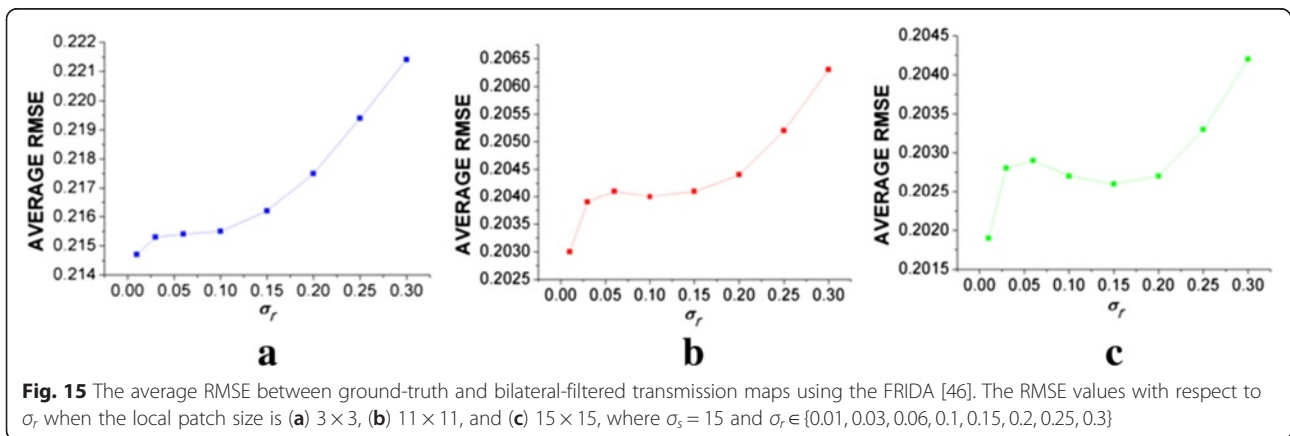 0.222
0.221
0.220
0.219
0.218
0.217
0.216
0.215
0.214
AVERAGE RMSE
0.00 0.05 0.10 0.15 0.20 0.25 0.30
σr
a
0.2065
0.2060
0.2055
0.2050
0.2045
0.2040
0.2035
0.2030
0.2025
AVERAGE RMSE
0.00 0.05 0.10 0.15 0.20 0.25 0.30
σr
b
0.2045
0.2040
0.2035
0.2030
0.2025
0.2020
0.2015
AVERAGE RMSE
0.00 0.05 0.10 0.15 0.20 0.25 0.30
σr
c
Fig. 15 The average RMSE between ground-truth and bilateral-filtered transmission maps using the FRIDA [46]. The RMSE values with respect to
σr when the local patch size is (a) 3 × 3, (b) 11 × 11, and (c) 15 × 15, where σs = 15 and σr ∈ {0.01, 0.03, 0.06, 0.1, 0.15, 0.2, 0.25, 0.3}